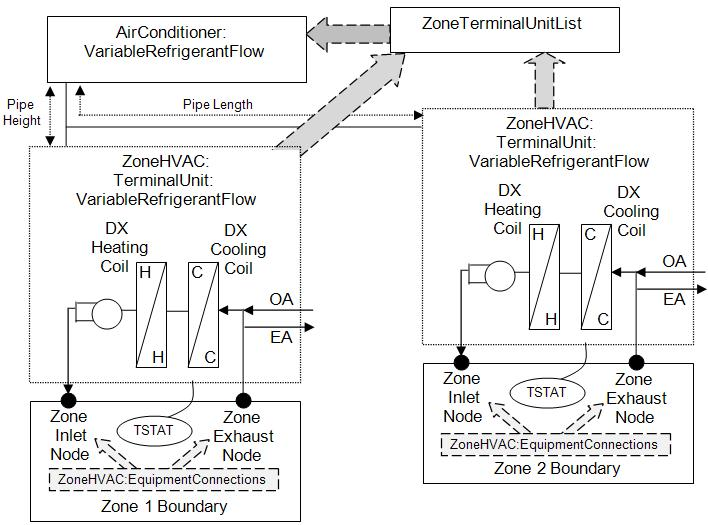 AirConditioner:
VariableRefrigerantFlow
ZoneTerminalUnitList
Pipe
Height
Pipe Length
ZoneHVAC:
TerminalUnit:
VariableRefrigerantFlow
DX
Heating
Coil
DX
Cooling
Coil
H
H
C
C
OA
EA
Zone
Inlet
Node
TSTAT
Zone
Exhaust
Node
ZoneHVAC:EquipmentConnections
Zone 1 Boundary
ZoneHVAC:
TerminalUnit:
VariableRefrigerantFlow
DX
Heating
Coil
DX
Cooling
Coil
H
H
C
C
OA
EA
Zone
Inlet
Node
TSTAT
Zone
Exhaust
Node
ZoneHVAC:EquipmentConnections
Zone 2 Boundary